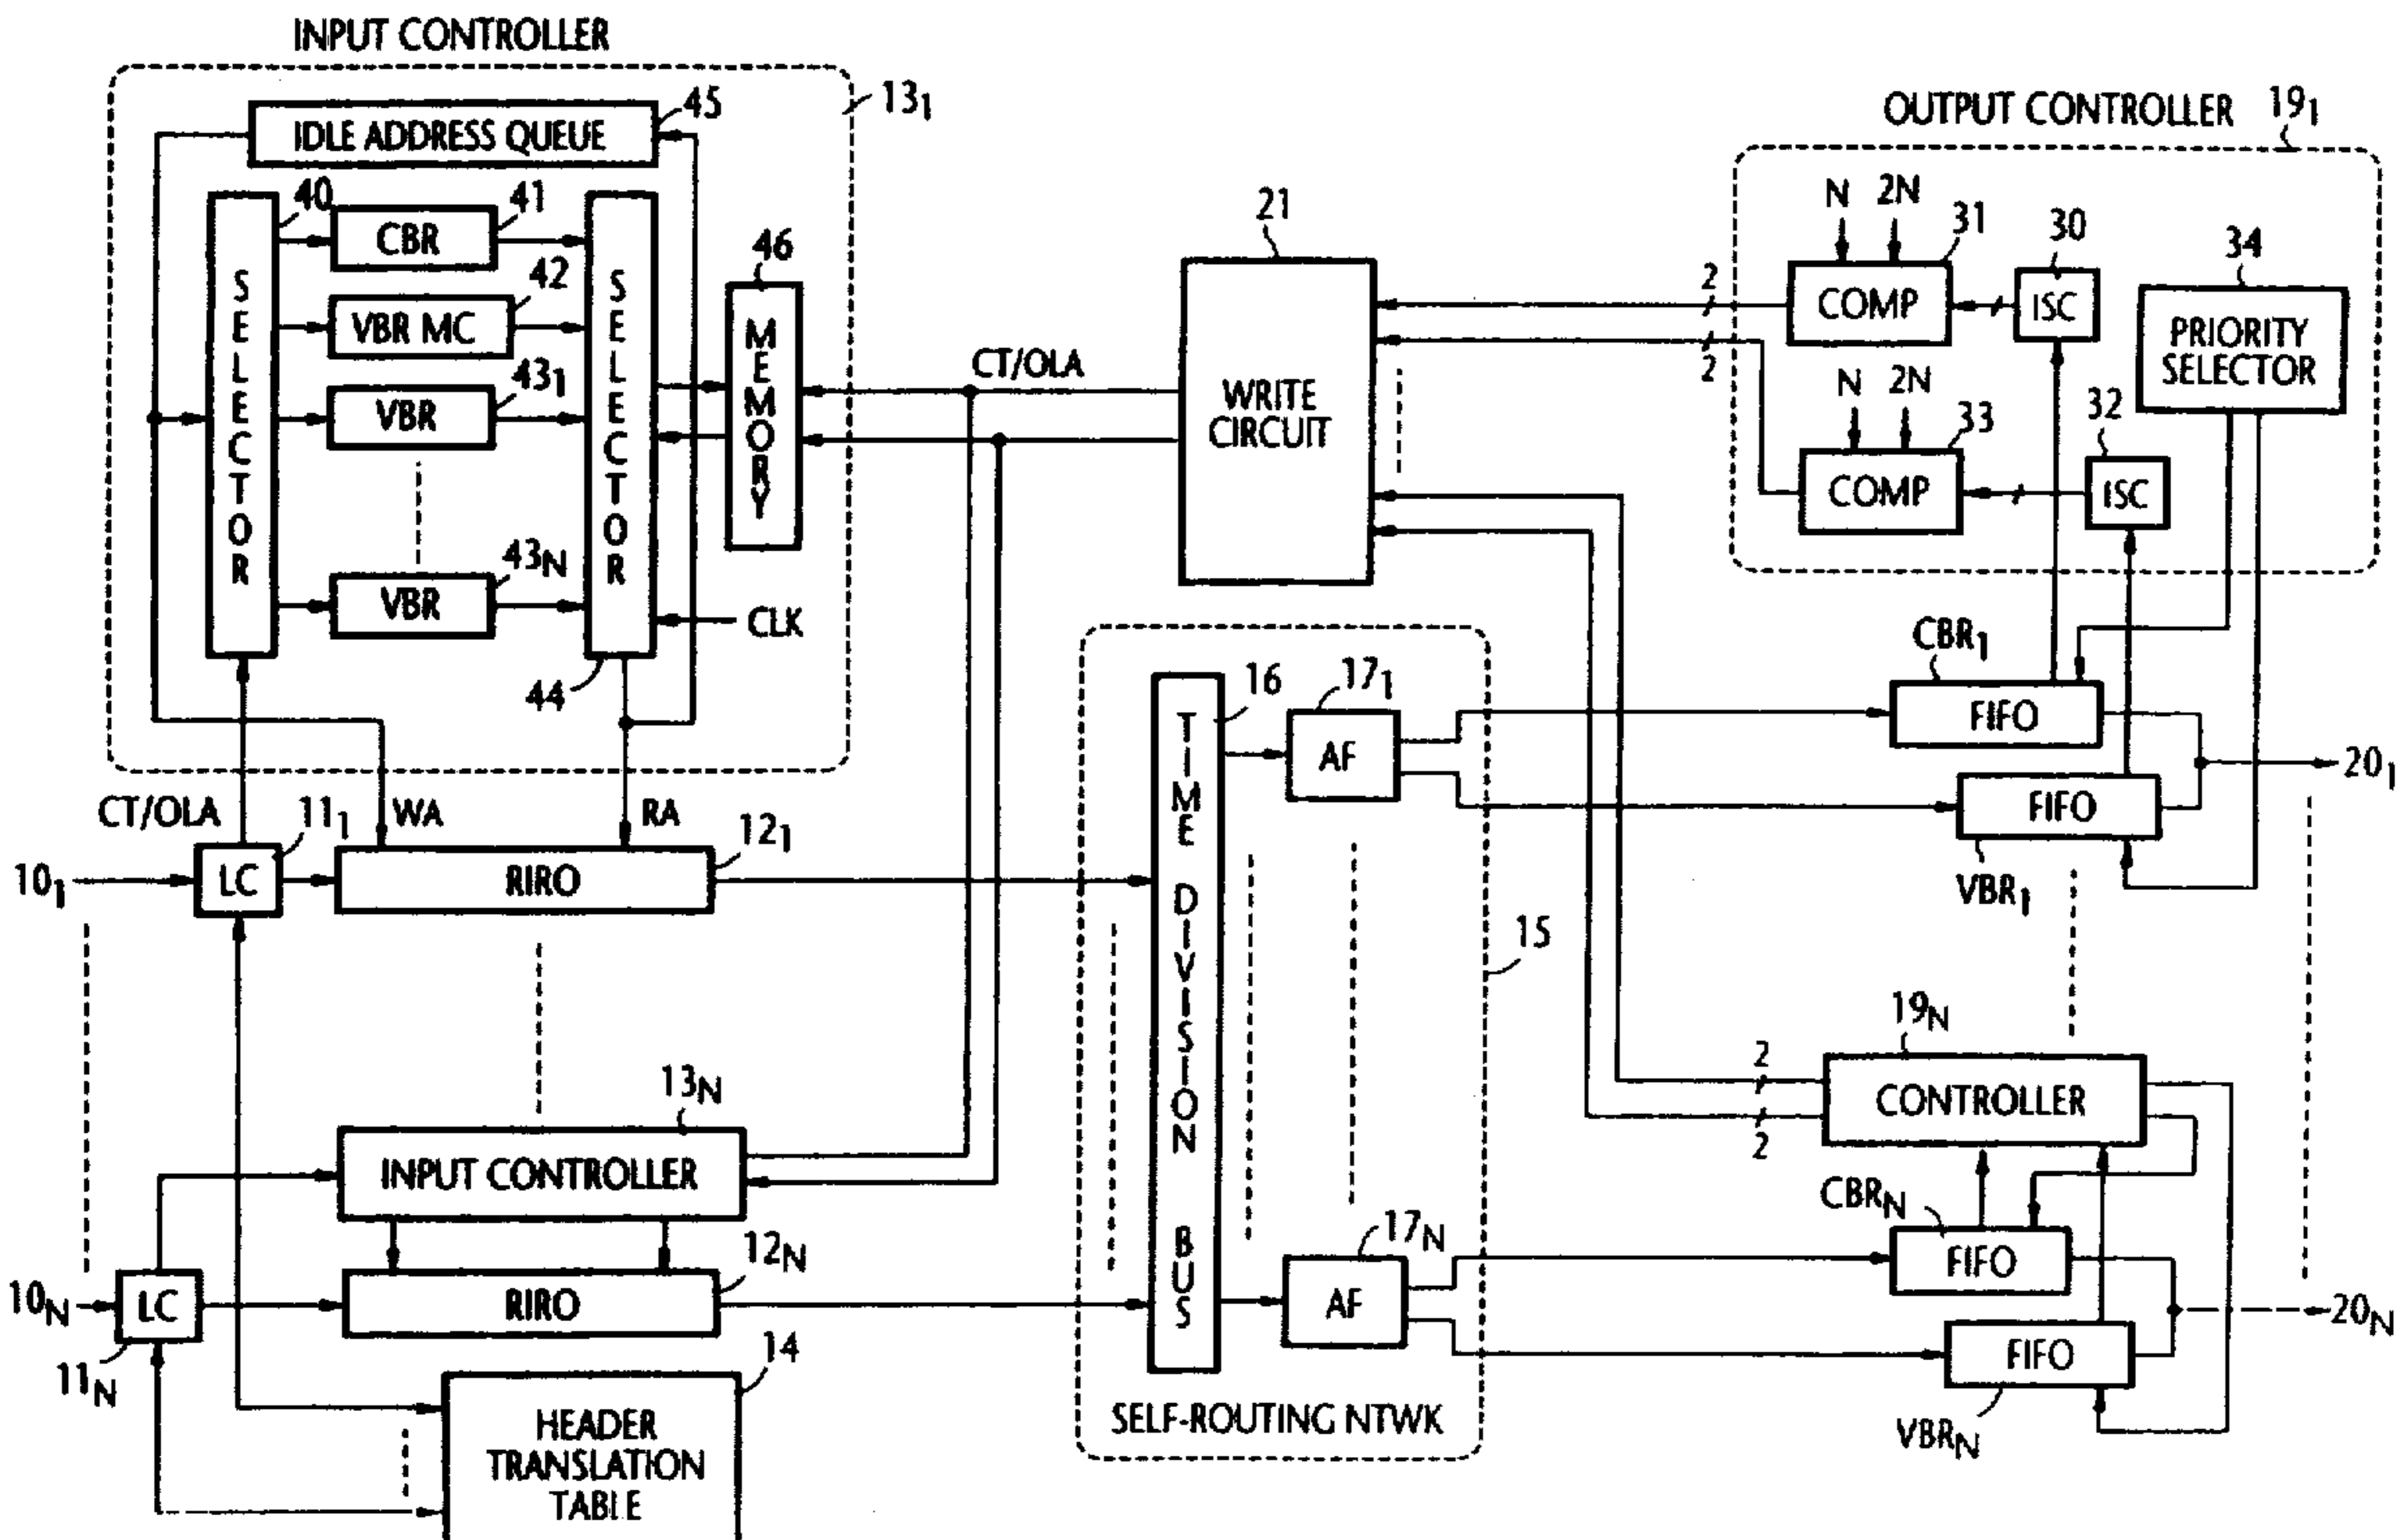 INPUT CONTROLLER
13₁
IDLE ADDRESS QUEUE
45
SELECTOR
40
CBR
41
VBR MC
42
VBR
43₁
VBR
43N
SELECTOR
44
MEMORY
46
CLK
CT/OLA
WRITE
CIRCUIT
21
OUTPUT CONTROLLER
19₁
N
2N
COMP
31
ISC
30
PRIORITY
SELECTOR
34
N
2N
COMP
33
ISC
32
2
2
CT/OLA
WA
RA
10₁
LC
11₁
RIRO
12₁
TIME DIVISION BUS
16
AF
17₁
15
CBR₁
FIFO
FIFO
VBR₁
20₁
INPUT CONTROLLER
13N
10N
LC
11N
RIRO
12N
HEADER
TRANSLATION
TABLE
14
AF
17N
SELF-ROUTING NTWK
2
2
CONTROLLER
19N
CBRN
FIFO
FIFO
VBRN
20N